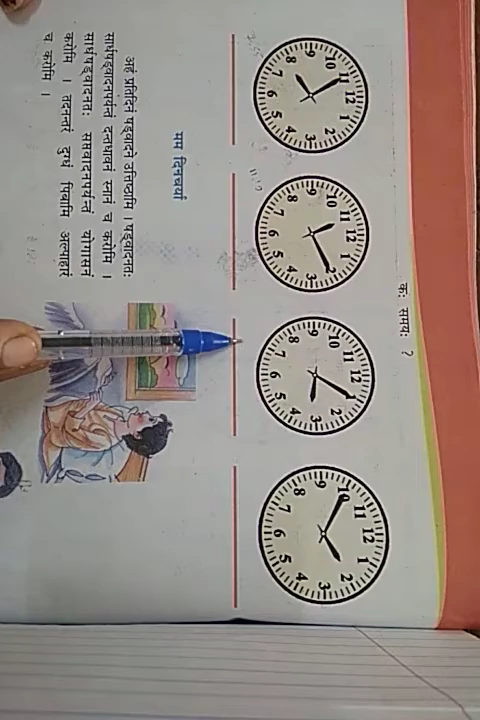 कः समयः ?
मम दिनचर्या
अहं प्रतिदिनं षड्वादने उत्तिष्ठामि । षड्वादनतः
सार्धषड्वादनपर्यन्तं दन्तधावनं स्नानं च करोमि ।
सार्धषड्वादनतः सप्तवादनपर्यन्तं योगासनं
करोमि । तदनन्तरं दुग्धं पिबामि अल्पाहारं
च करोमि ।